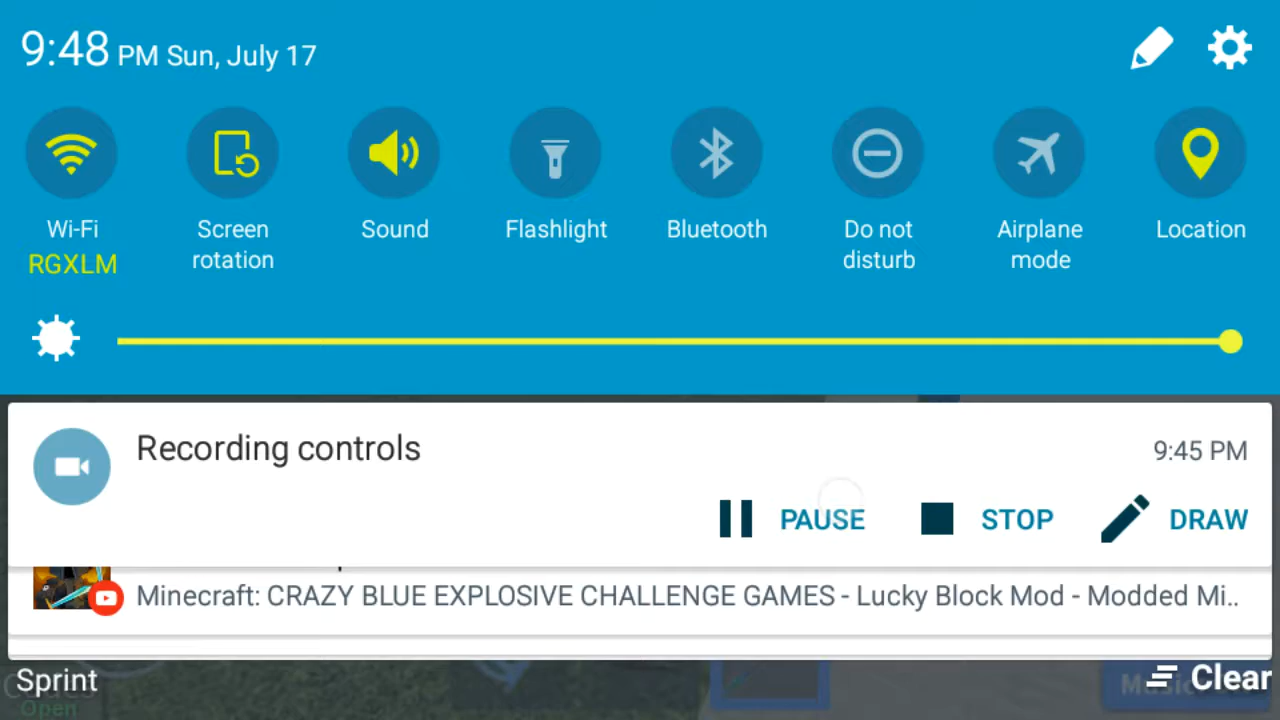 9:48 PM Sun, July 17
Wi-Fi
RGXLM
Screen
rotation
Sound
Flashlight
Bluetooth
Do not
disturb
Airplane
mode
Location
Recording controls
9:45 PM
PAUSE
STOP
DRAW
Minecraft: CRAZY BLUE EXPLOSIVE CHALLENGE GAMES - Lucky Block Mod - Modded Mi..
Sprint
Clear
Open